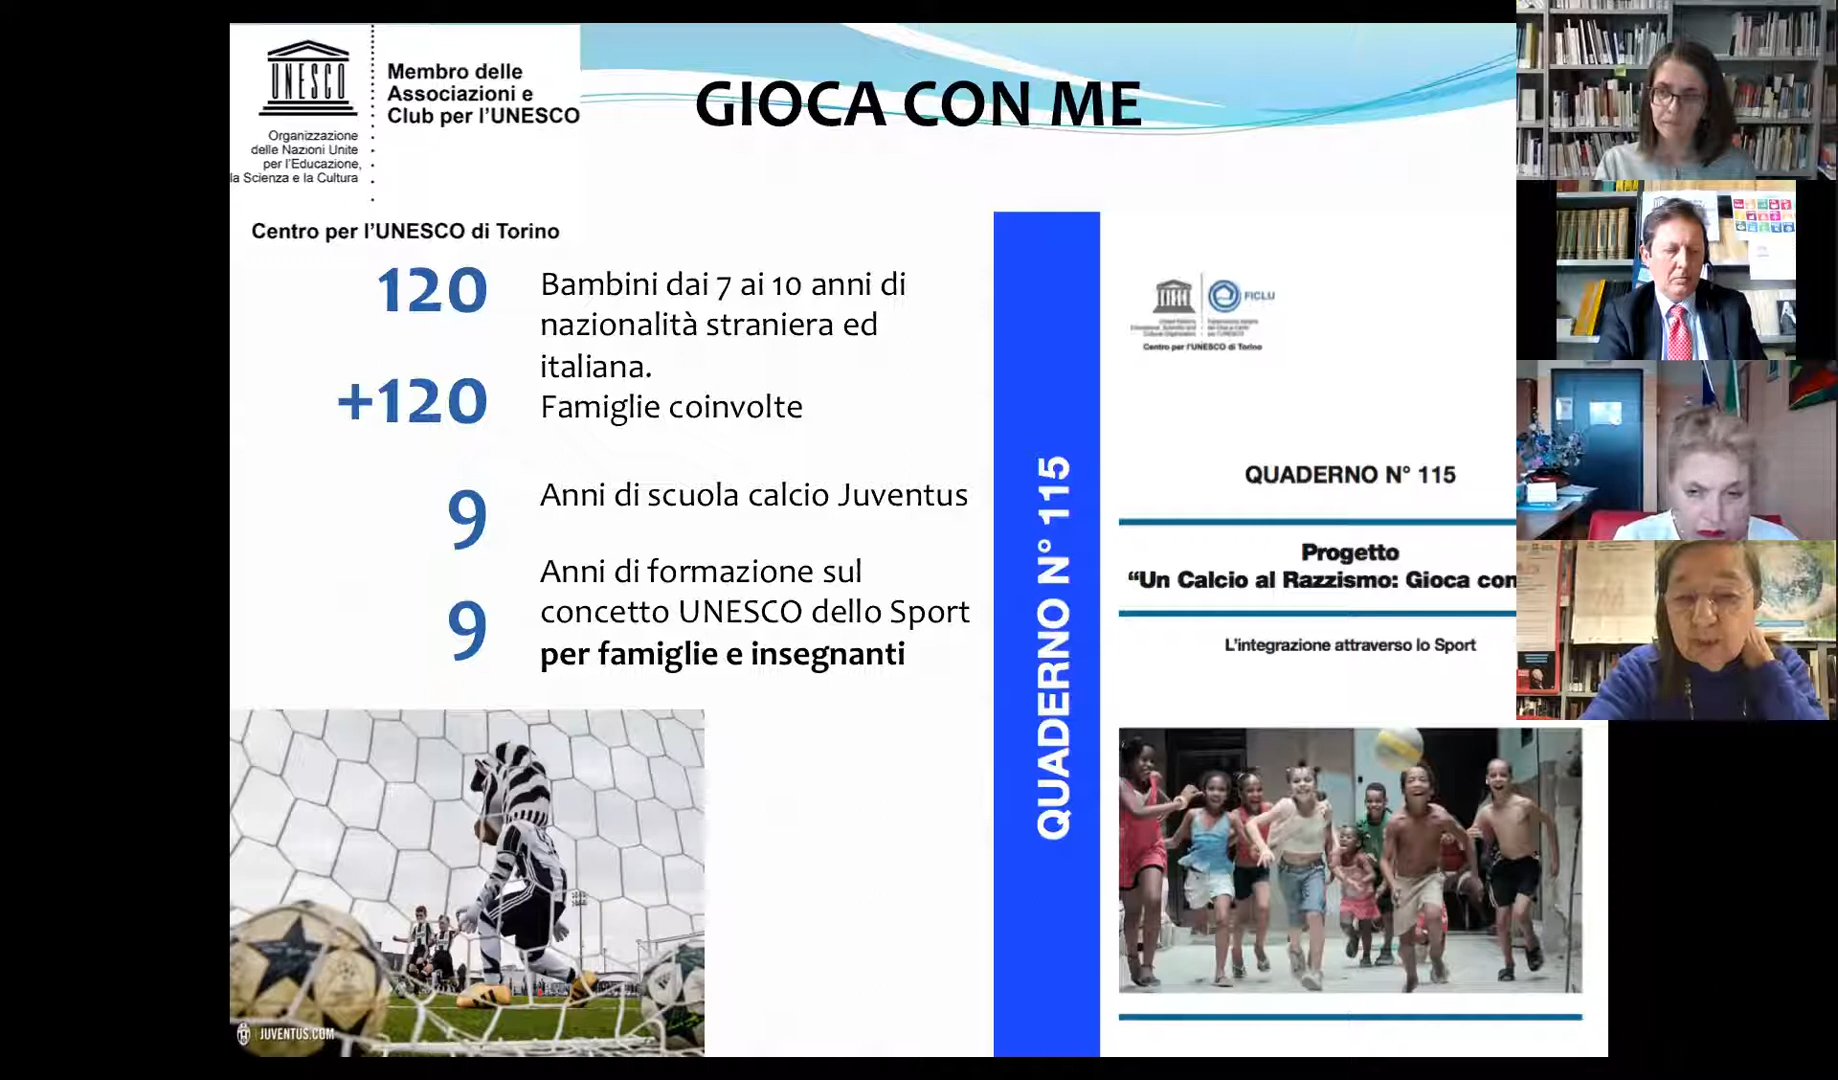 UNESCO
Organizzazione
delle Nazioni Unite
per l'Educazione,
la Scienza e la Cultura
Membro delle
Associazioni e
Club per l'UNESCO
Centro per l'UNESCO di Torino
GIOCA CON ME
120
Bambini dai 7 ai 10 anni di
nazionalità straniera ed
italiana.
+120
Famiglie coinvolte
9
Anni di scuola calcio Juventus
9
Anni di formazione sul
concetto UNESCO dello Sport
per famiglie e insegnanti
JUVENTUS.COM
QUADERNO N° 115
FICLU
Centro per l'UNESCO di Torino
QUADERNO N° 115
Progetto
“Un Calcio al Razzismo: Gioca con
L'integrazione attraverso lo Sport